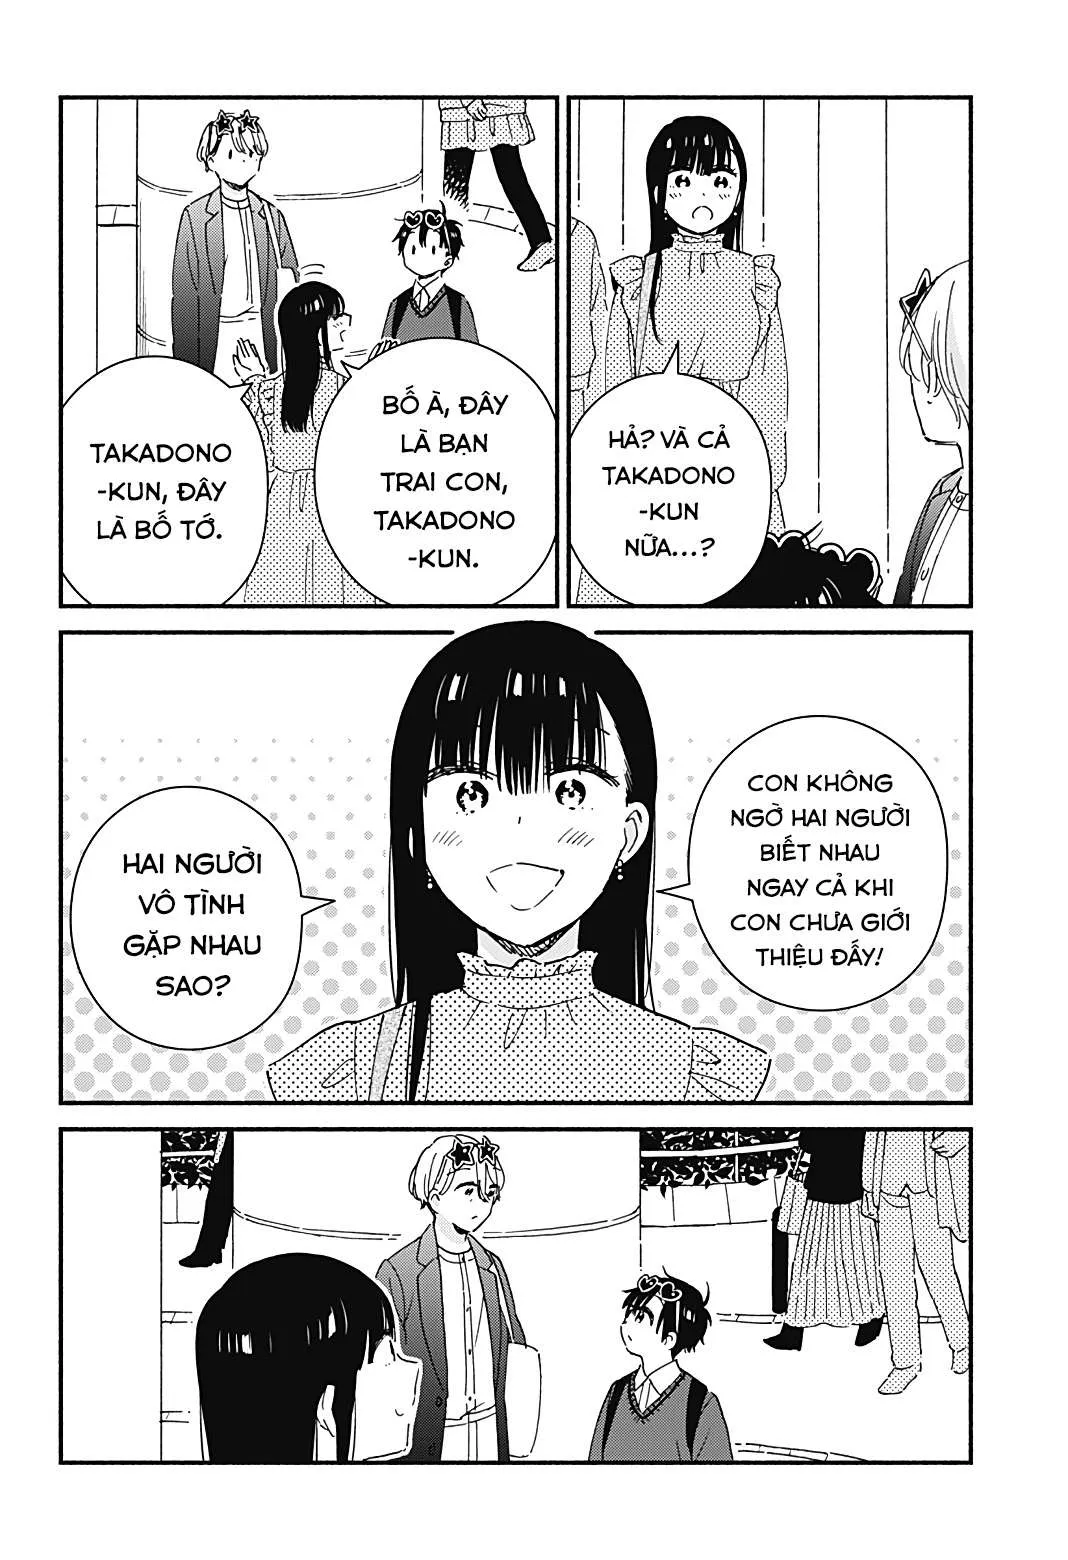 HẢ? VÀ CẢ
TAKADONO
-KUN
NỮA...?
BỐ À, ĐÂY
LÀ BẠN
TRAI CON,
TAKADONO
-KUN.
TAKADONO
-KUN, ĐÂY
LÀ BỐ TỚ.
CON KHÔNG
NGỜ HAI NGƯỜI
BIẾT NHAU
NGAY CẢ KHI
CON CHƯA GIỚI
THIỆU ĐẤY!
HAI NGƯỜI
VÔ TÌNH
GẶP NHAU
SAO?